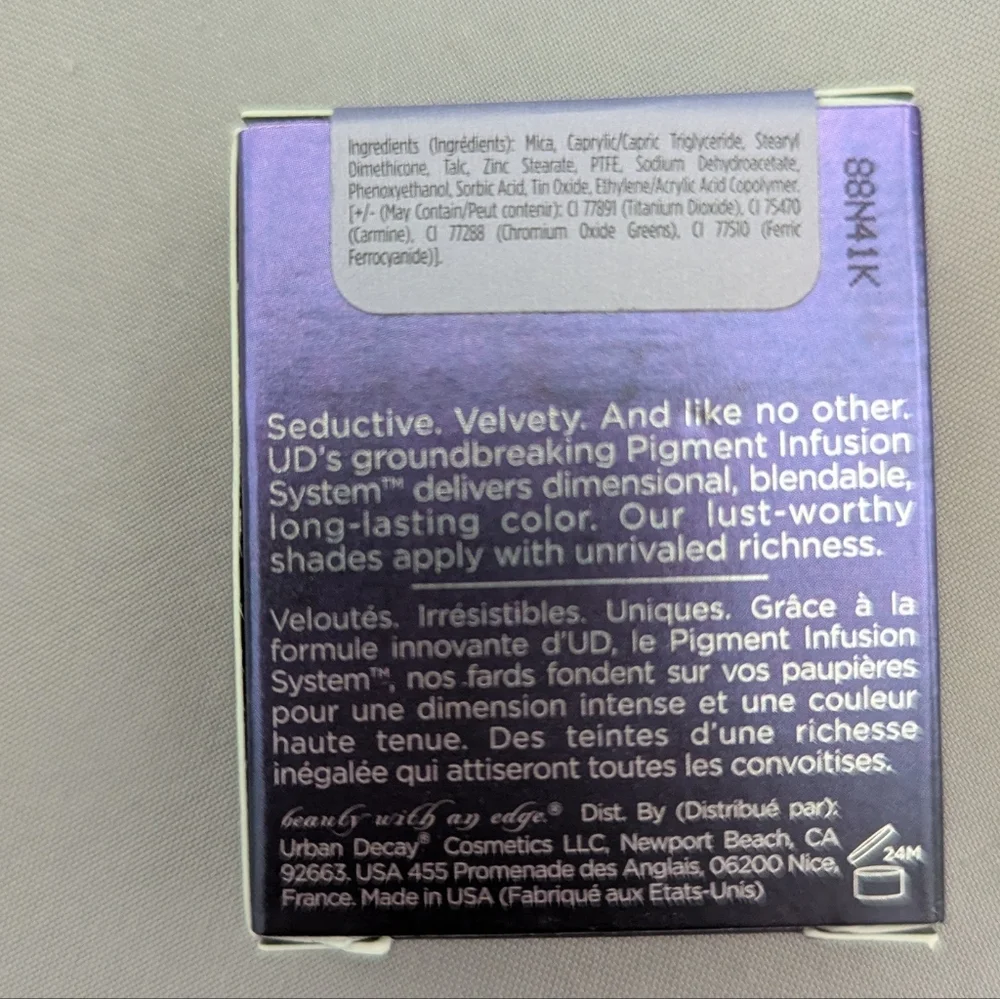 Ingredients (Ingrédients): Mica, Caprylic/Capric Triglyceride, Stearyl
Dimethicone, Talc, Zinc Stearate, PTFE, Sodium Dehydroacetate,
Phenoxyethanol, Sorbic Acid, Tin Oxide, Ethylene/Acrylic Acid Copolymer.
[+/- (May Contain/Peut contenir): CI 77891 (Titanium Dioxide), CI 75470
(Carmine), CI 77288 (Chromium Oxide Greens), CI 77510 (Ferric
Ferrocyanide)].
88N41K
Seductive. Velvety. And like no other.
UD's groundbreaking Pigment Infusion
System™ delivers dimensional, blendable,
long-lasting color. Our lust-worthy
shades apply with unrivaled richness.
Veloutés. Irrésistibles. Uniques. Grâce à la
formule innovante d'UD, le Pigment Infusion
System™, nos fards fondent sur vos paupières
pour une dimension intense et une couleur
haute tenue. Des teintes d'une richesse
inégalée qui attiseront toutes les convoitises.
beauty with an edge.® Dist. By (Distribué par):
Urban Decay® Cosmetics LLC, Newport Beach, CA
92663. USA 455 Promenade des Anglais, 06200 Nice,
France. Made in USA (Fabriqué aux Etats-Unis)
24M